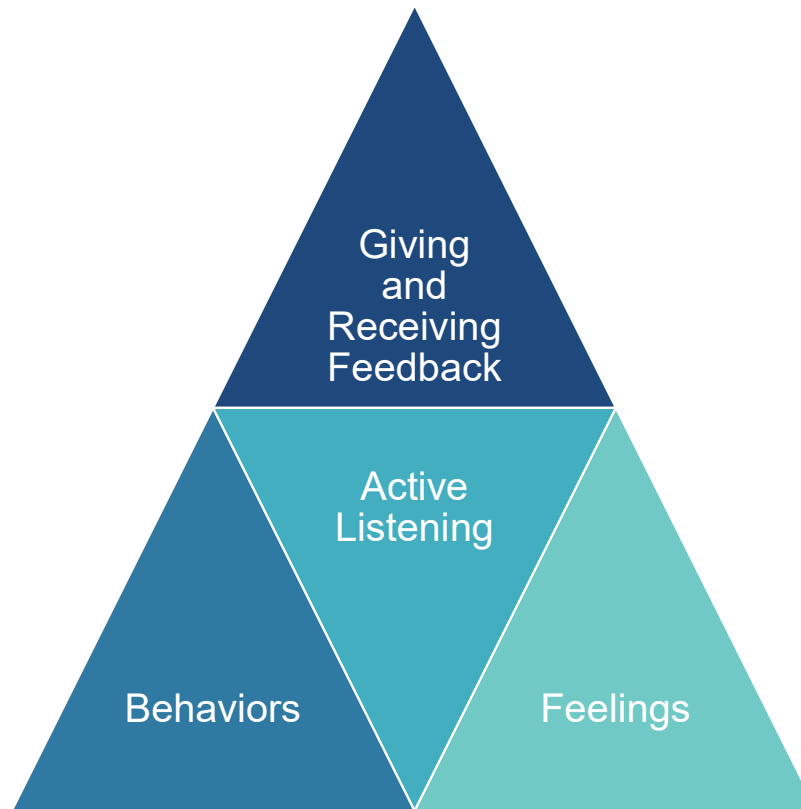 Giving
and
Receiving
Feedback
Active
Listening
Behaviors
Feelings